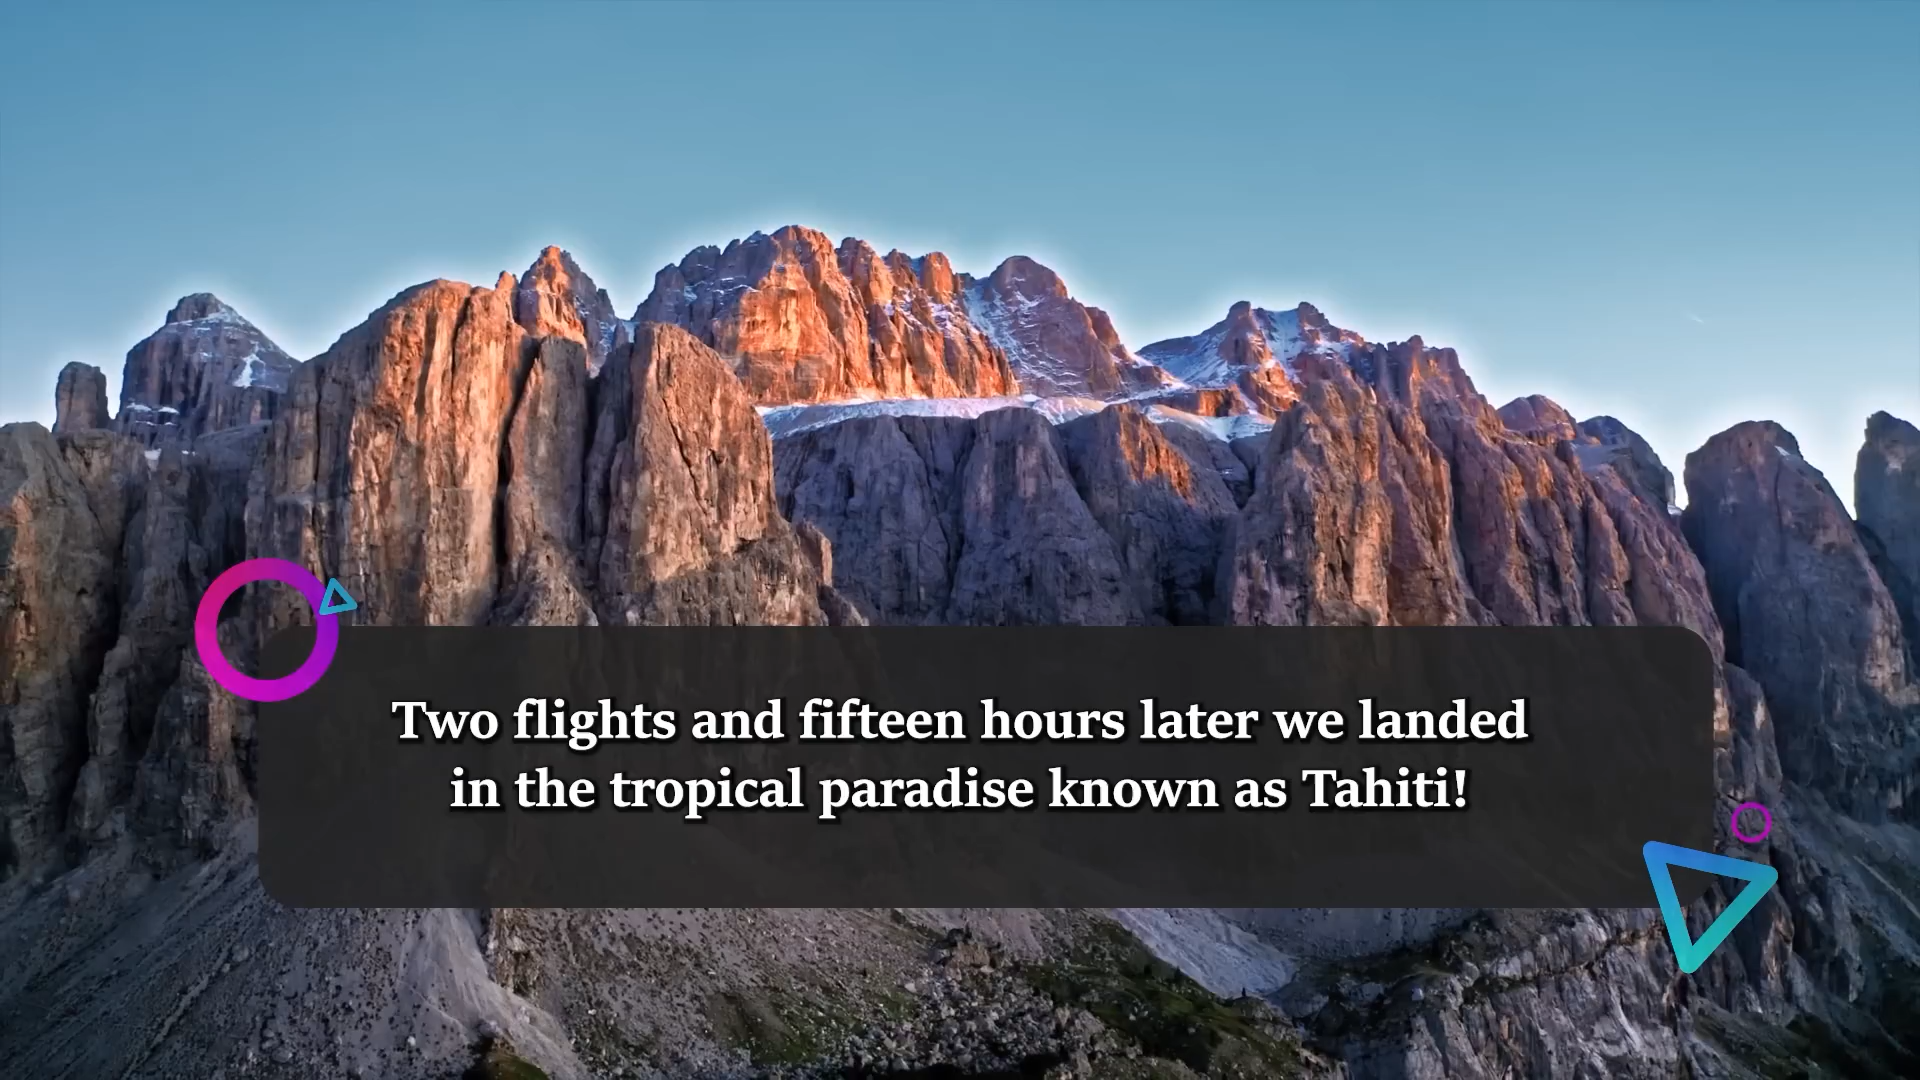 Two flights and fifteen hours later we landed
in the tropical paradise known as Tahiti!